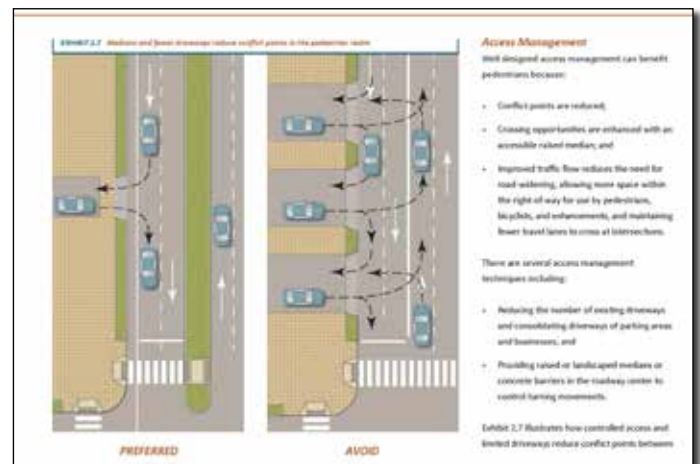 EXHIBIT 2.7 Medians and fewer driveways reduce conflict points in the pedestrian realm
PREFERRED
AVOID
Access Management
Well designed access management can benefit
pedestrians because:
• Conflict points are reduced;
• Crossing opportunities are enhanced with an
accessible raised median; and
• Improved traffic flow reduces the need for
road widening, allowing more space within
the right of way for use by pedestrians,
bicyclists, and enhancements, and maintaining
fewer travel lanes to cross at intersections.
There are several access management
techniques including:
• Reducing the number of existing driveways
and consolidating driveways of parking areas
and businesses, and
• Providing raised or landscaped medians or
concrete barriers in the roadway center to
control turning movements.
Exhibit 2.7 illustrates how controlled access and
limited driveways reduce conflict points between